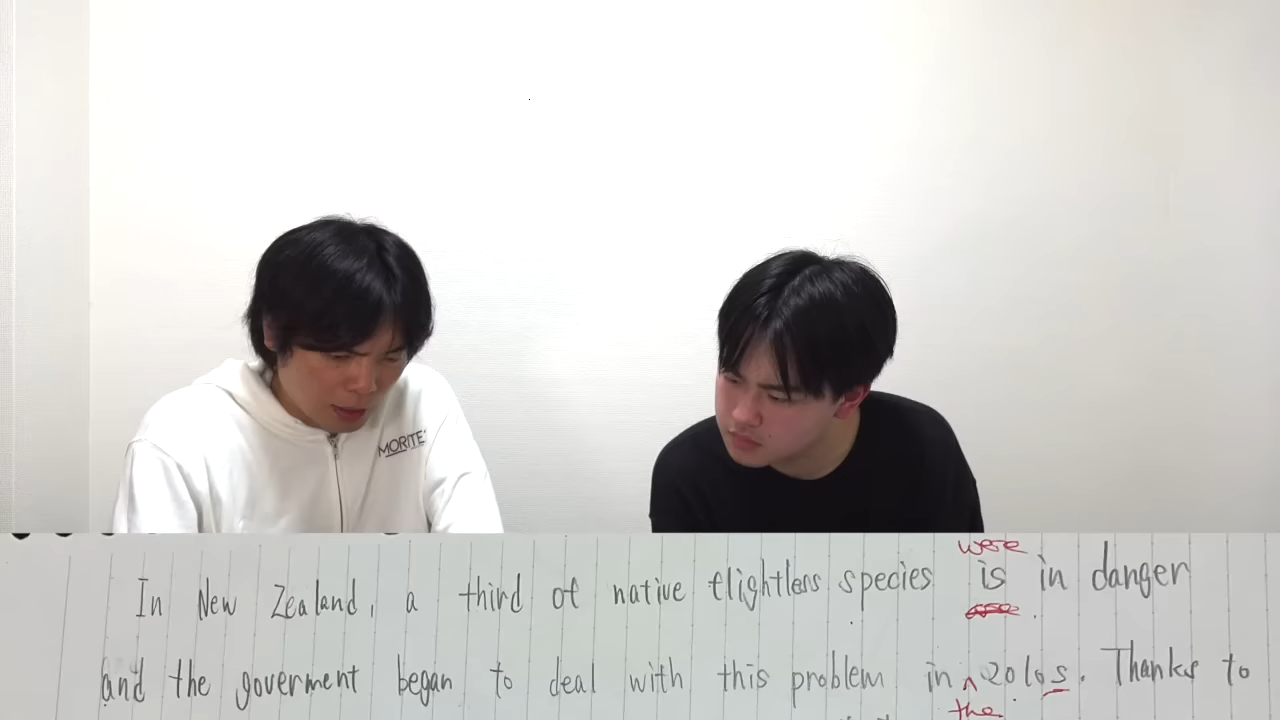 MORITE
were
In New Zealand, a third of native flightless species is in danger
and the goverment began to deal with this problem in 2010s. Thanks to
the